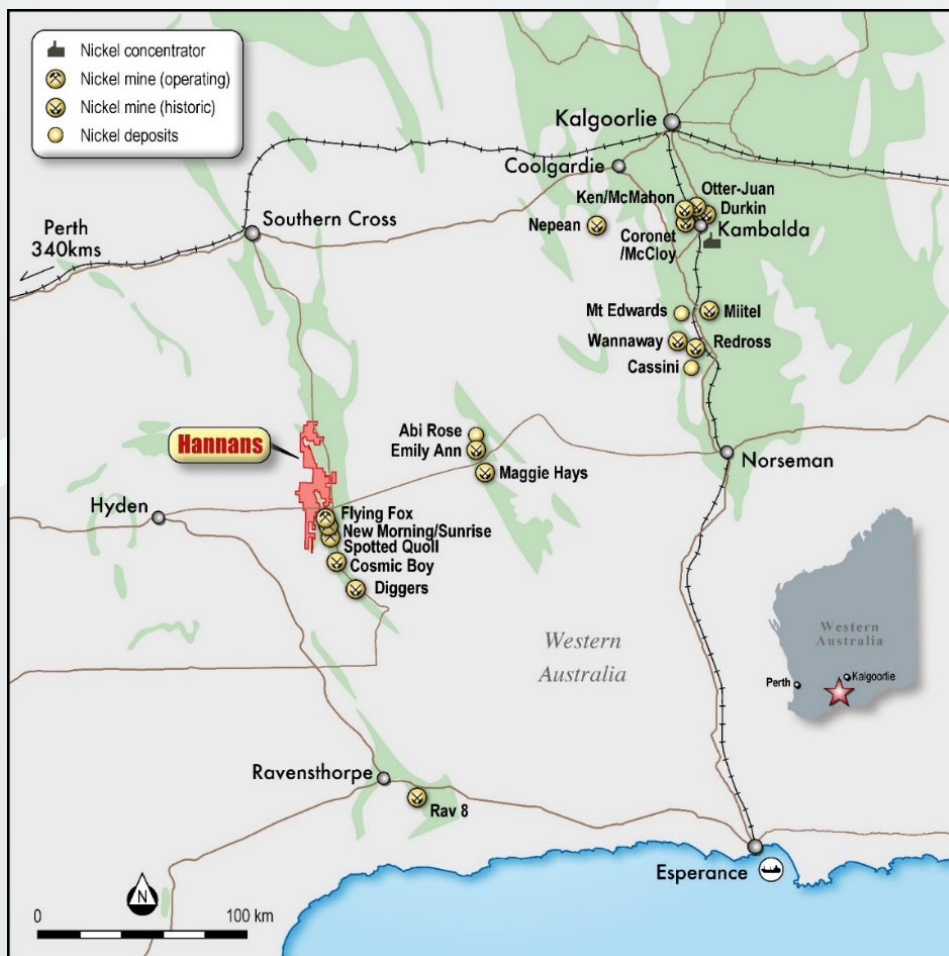 Nickel concentrator
Nickel mine (operating)
Nickel mine (historic)
Nickel deposits
Kalgoorlie
Coolgardie
Ken/McMahon
Otter-Juan
Durkin
Southern Cross
Nepean
Kambalda
Coronet
/McCloy
Perth
340kms
Mt Edwards
Miitel
Wannaway
Redross
Cassini
Hannans
Abi Rose
Emily Ann
Maggie Hays
Norseman
Hyden
Flying Fox
New Morning/Sunrise
Spotted Quoll
Cosmic Boy
Diggers
Western
Australia
Western
Australia
Perth
Kalgoorlie
Ravensthorpe
Rav 8
Esperance
N
0
100 km